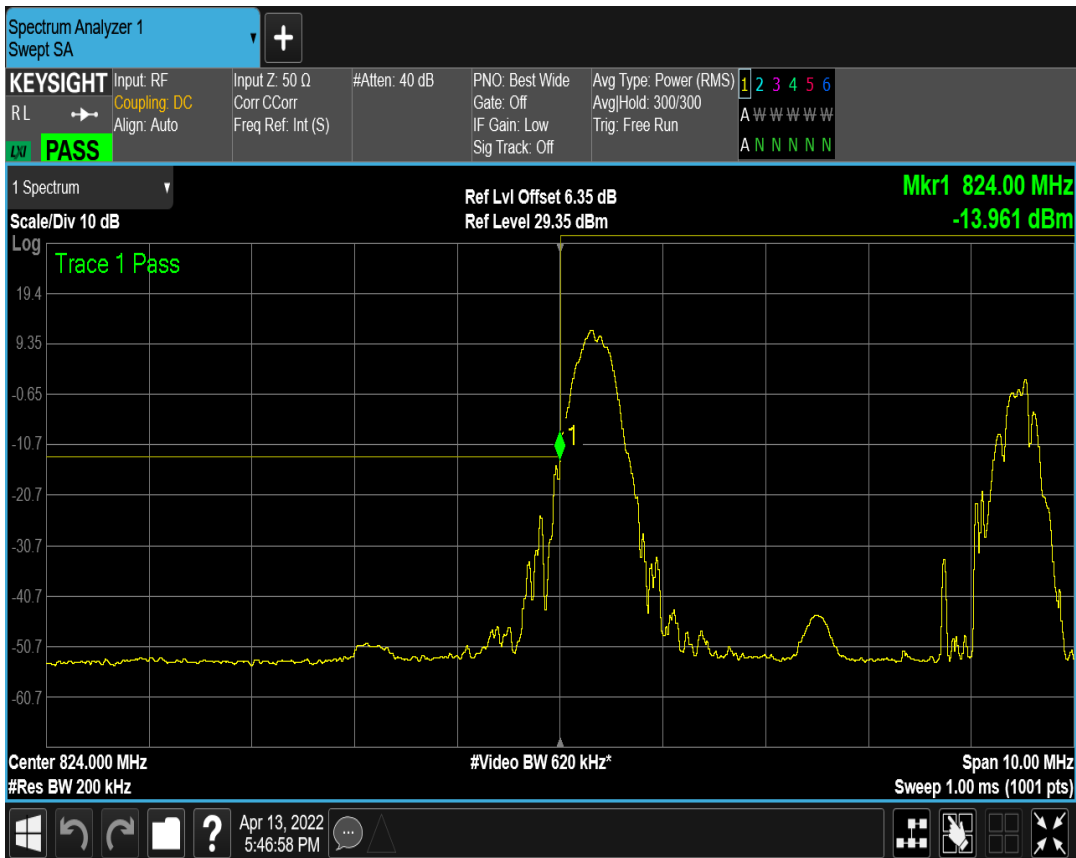 Spectrum Analyzer 1
Swept SA
+
KEYSIGHT
R L
LXI PASS
Input: RF
Coupling: DC
Align: Auto
Input Z: 50 Ω
Corr CCorr
Freq Ref: Int (S)
#Atten: 40 dB
PNO: Best Wide
Gate: Off
IF Gain: Low
Sig Track: Off
Avg Type: Power (RMS)
Avg|Hold: 300/300
Trig: Free Run
1 2 3 4 5 6
A W W W W W
A N N N N N
1 Spectrum
Scale/Div 10 dB
Ref Lvl Offset 6.35 dB
Ref Level 29.35 dBm
Mkr1 824.00 MHz
-13.961 dBm
Log
Trace 1 Pass
19.4
9.35
-0.65
-10.7
-20.7
-30.7
-40.7
-50.7
-60.7
1
Center 824.000 MHz
#Res BW 200 kHz
#Video BW 620 kHz*
Span 10.00 MHz
Sweep 1.00 ms (1001 pts)
?
Apr 13, 2022
5:46:58 PM